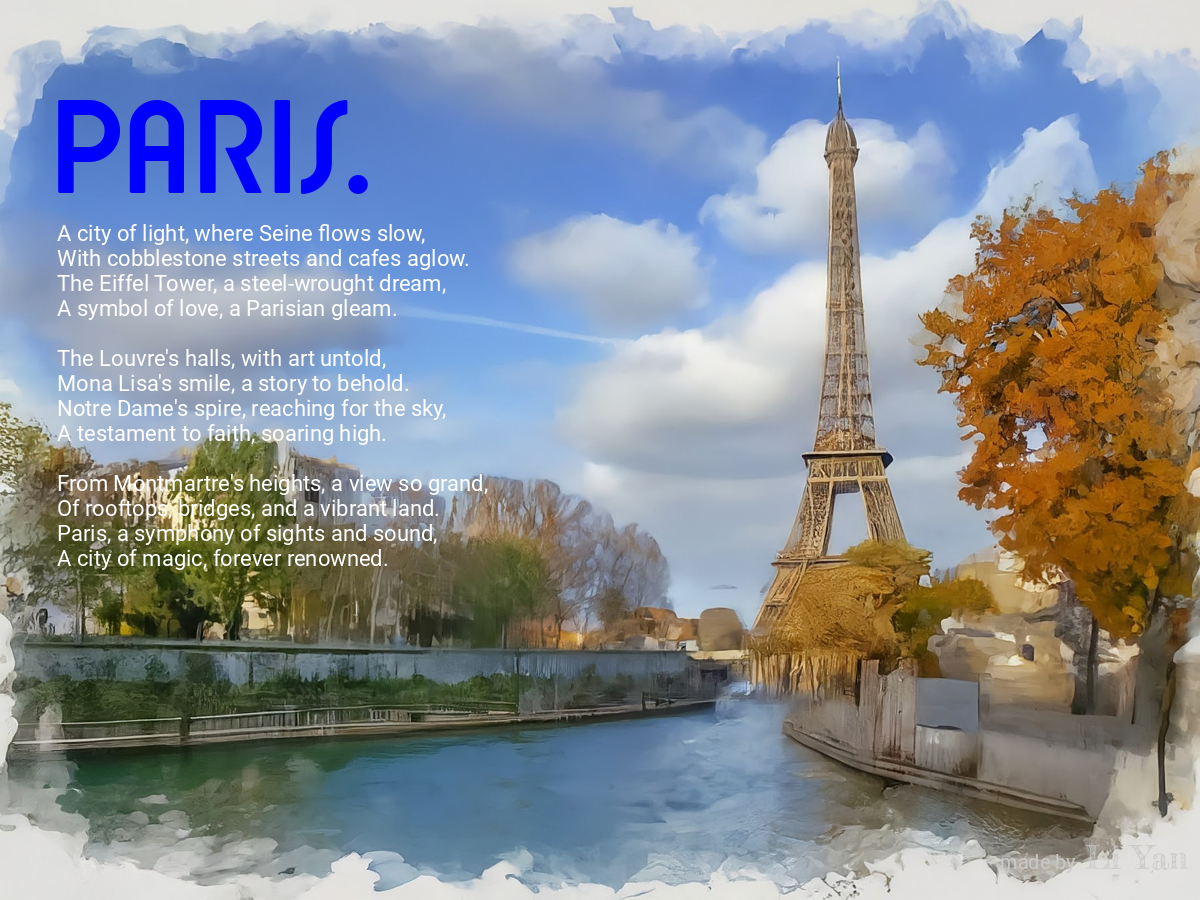 PARIS.
A city of light, where Seine flows slow,
With cobblestone streets and cafes aglow.
The Eiffel Tower, a steel-wrought dream,
A symbol of love, a Parisian gleam.
The Louvre's halls, with art untold,
Mona Lisa's smile, a story to behold.
Notre Dame's spire, reaching for the sky,
A testament to faith, soaring high.
From Montmartre's heights, a view so grand,
Of rooftops, bridges, and a vibrant land.
Paris, a symphony of sights and sound,
A city of magic, forever renowned.
made by Li Yan